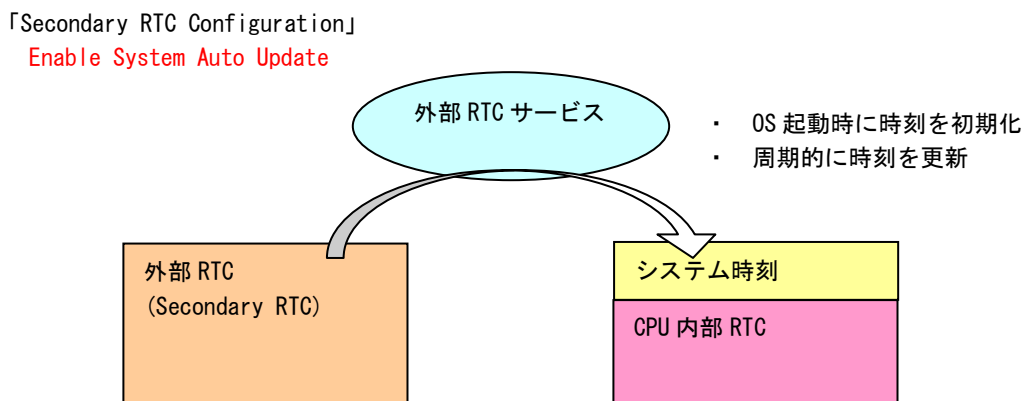 「Secondary RTC Configuration」
Enable System Auto Update
外部 RTC サービス
・ OS 起動時に時刻を初期化
・ 周期的に時刻を更新
外部 RTC
(Secondary RTC)
システム時刻
CPU 内部 RTC